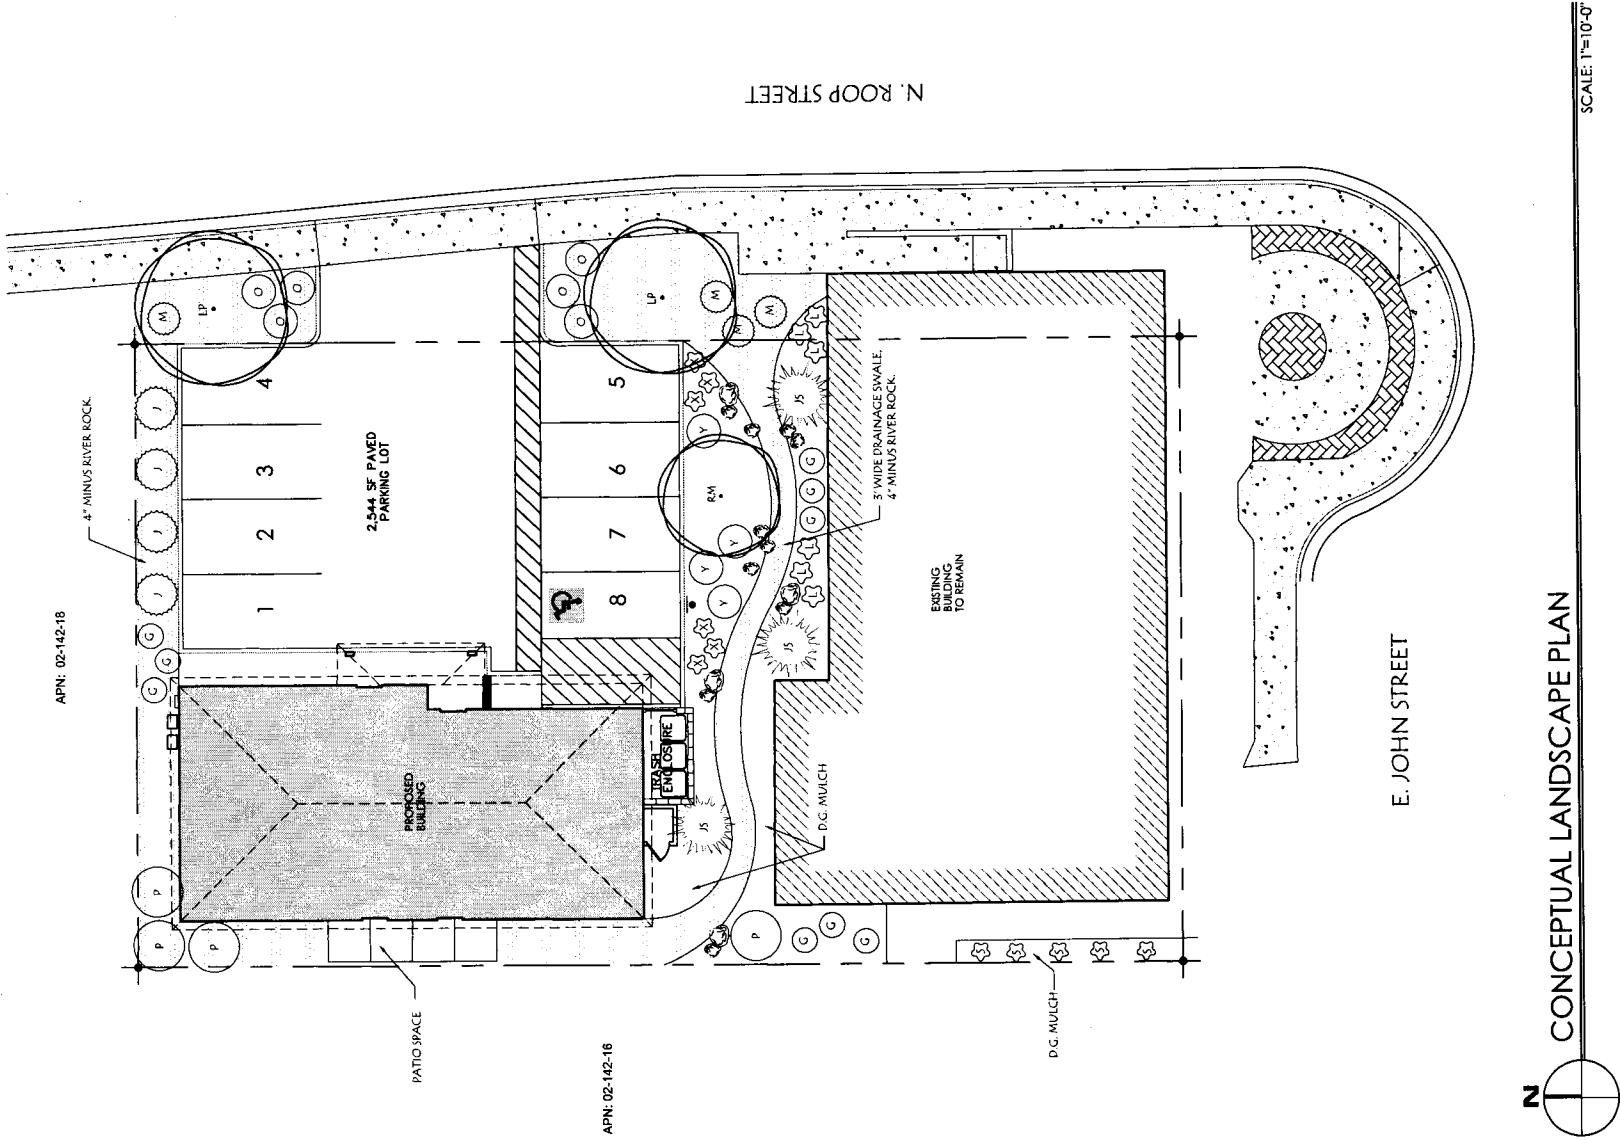 APN: 02-142-18
4" MINUS RIVER ROCK.
P
P
P
G
G
G
J
J
J
J
M
LP
O
O
O
1
2
3
4
2,544 SF PAVED
PARKING LOT
PROPOSED
BUILDING
PATIO SPACE
APN: 02-142-16
8
7
6
5
O
O
O
LP
M
M
M
TRASH
ENCLOSURE
JS
X
X
X
Y
Y
Y
RM
Y
X
X
X
N. ROOP STREET
P
G
G
G
D.G. MULCH
JS
L
L
L
G
G
G
JS
L
L
L
3' WIDE DRAINAGE SWALE,
4" MINUS RIVER ROCK.
EXISTING
BUILDING
TO REMAIN
D.G. MULCH
S
S
S
S
S
E. JOHN STREET
N
CONCEPTUAL LANDSCAPE PLAN
SCALE: 1"=10'-0"